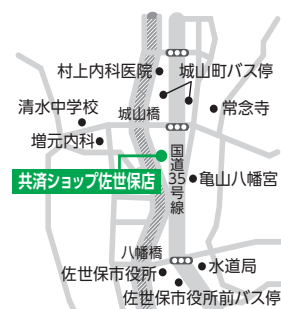 村上内科医院
城山町バス停
清水中学校
城山橋
常念寺
増元内科
国道35号線
共済ショップ佐世保店
亀山八幡宮
八幡橋
佐世保市役所
水道局
佐世保市役所前バス停